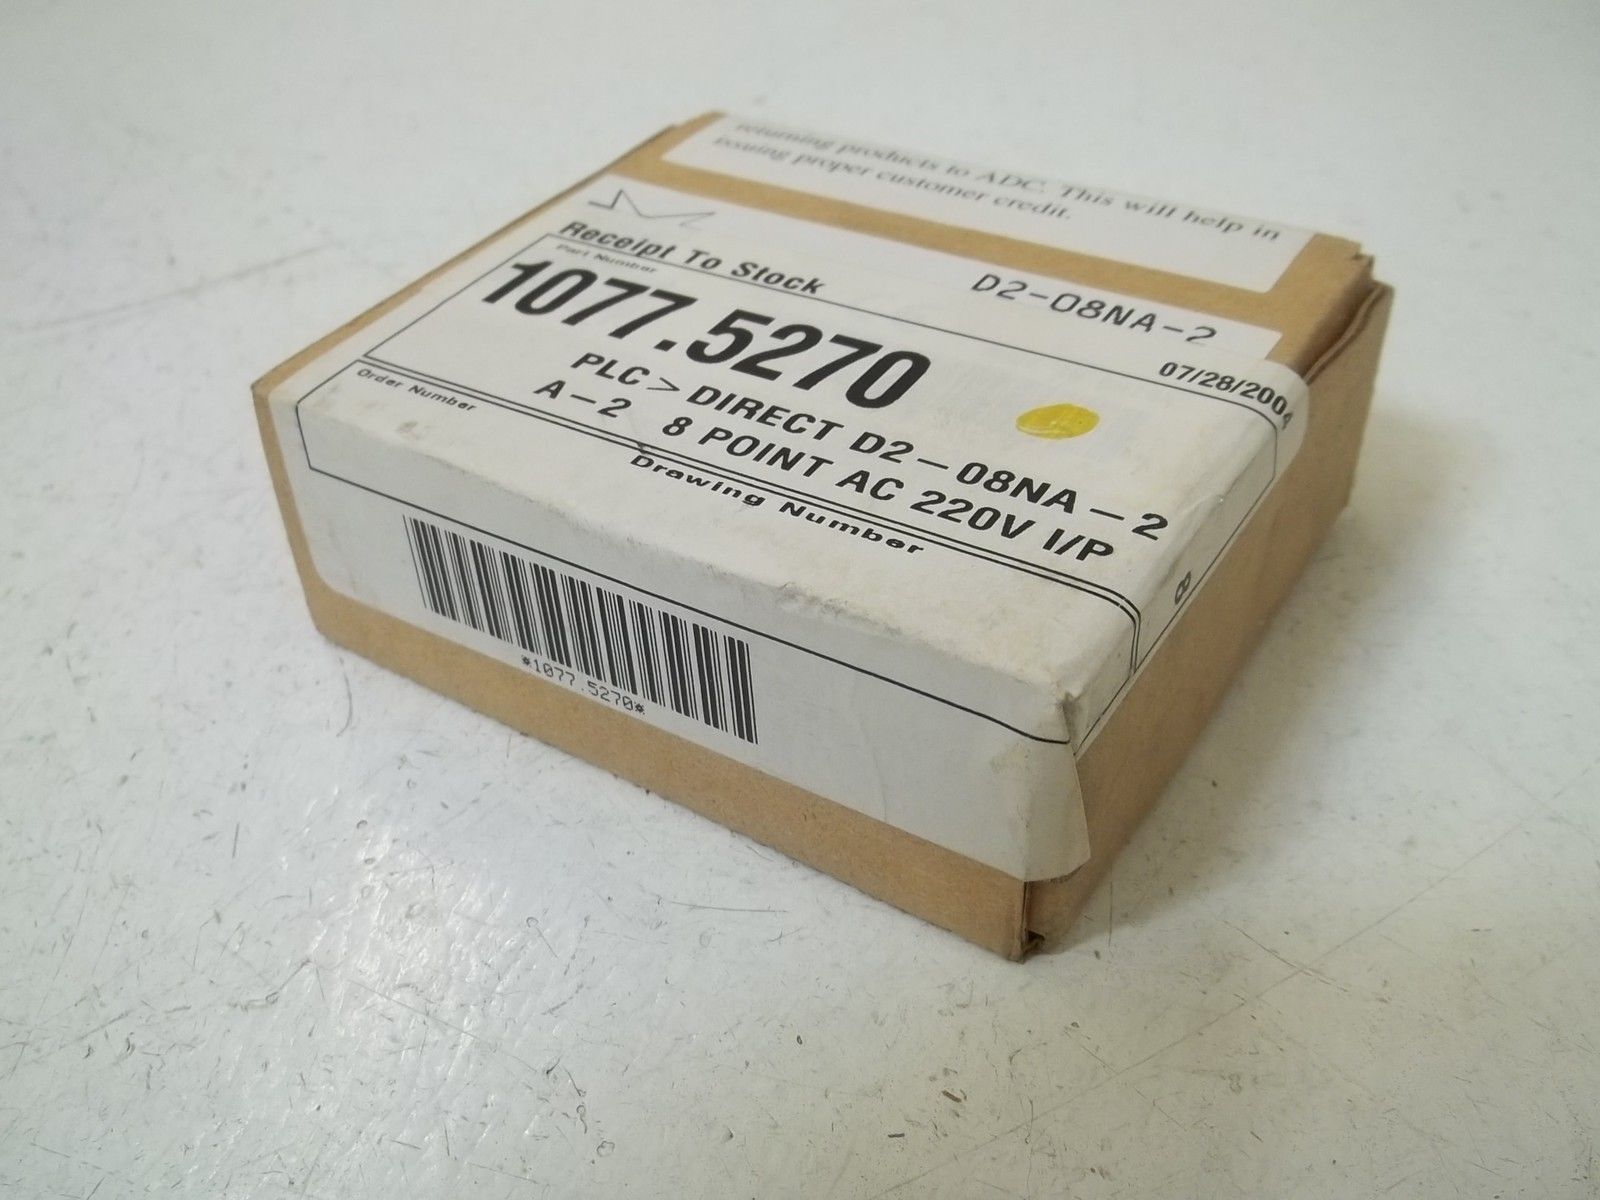 returning products to ADC. This will help in
issuing proper customer credit.
Receipt To Stock
D2-08NA-2
Part Number
07/28/2004
1077.5270
PLC > DIRECT D2-08NA-2
A-2 8 POINT AC 220V I/P
Order Number
Drawing Number
8
*1077.5270*